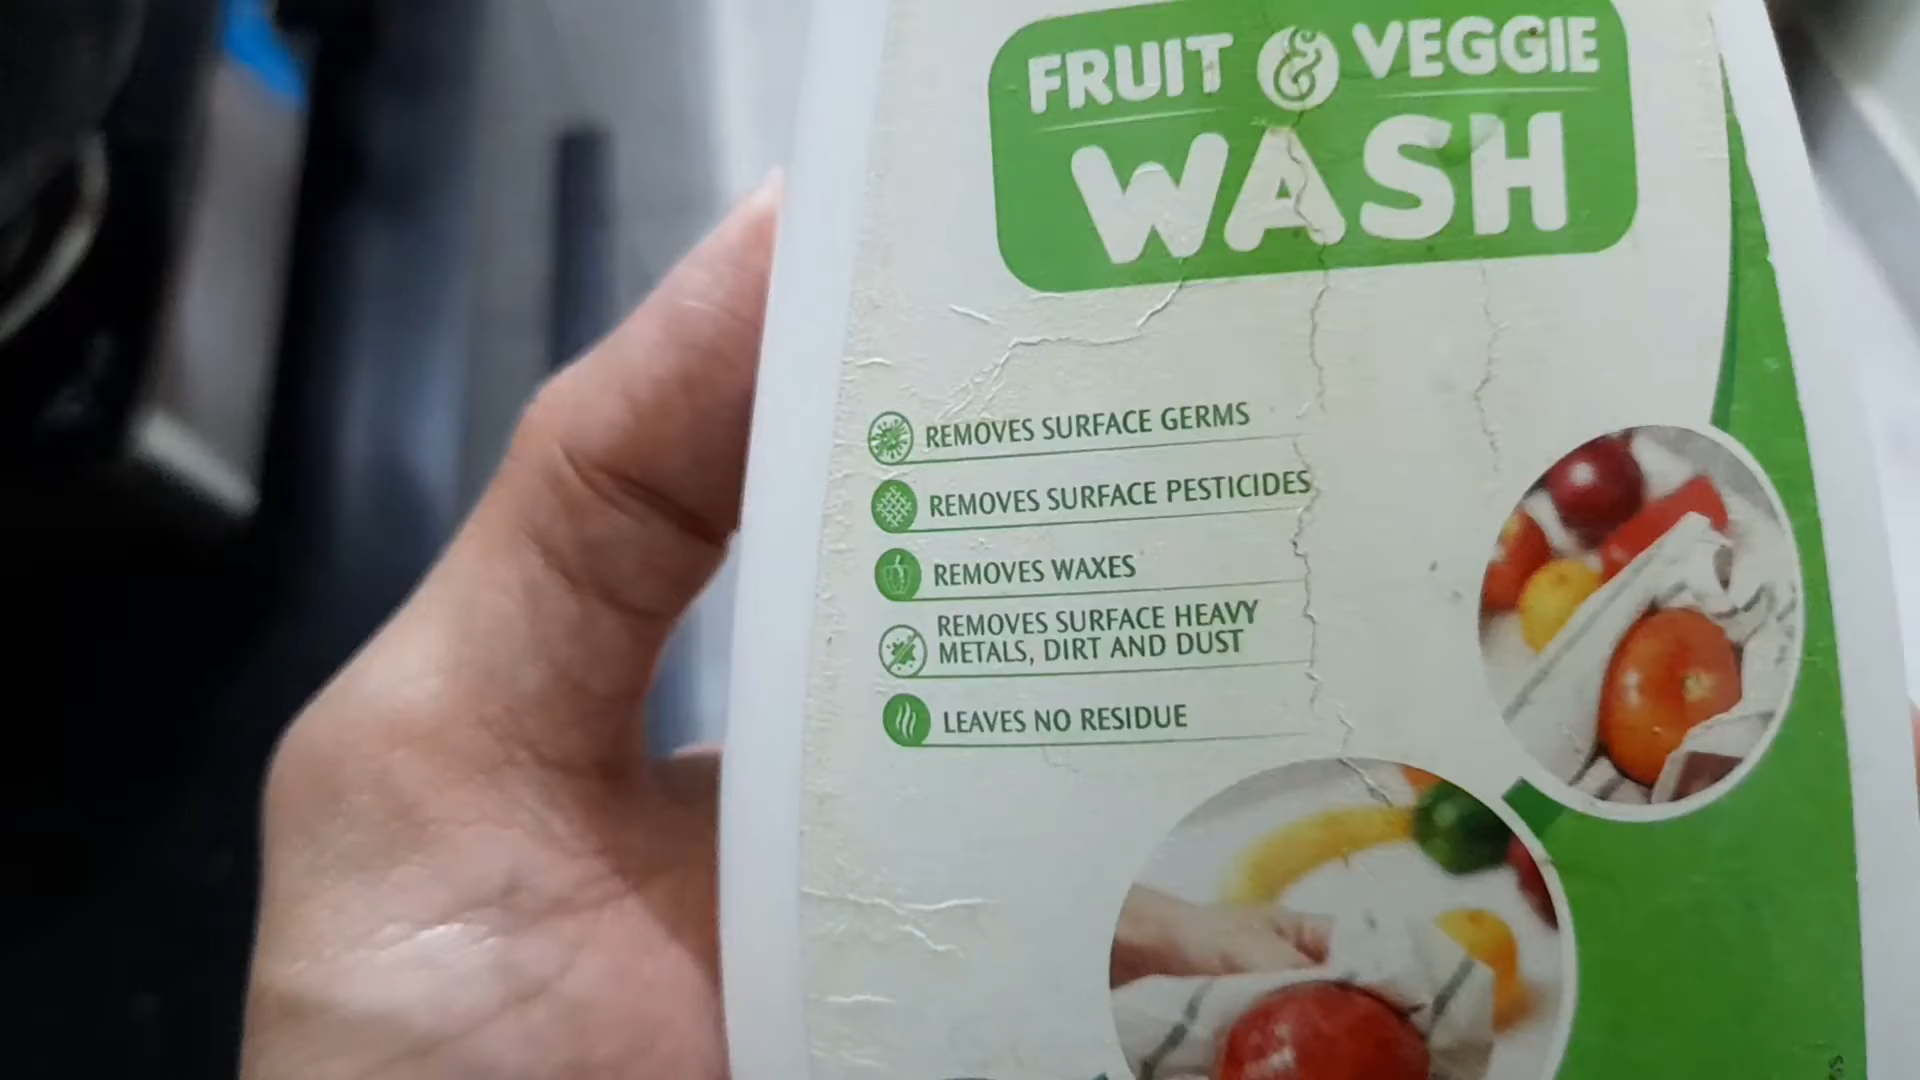 FRUIT & VEGGIE
WASH
REMOVES SURFACE GERMS
REMOVES SURFACE PESTICIDES
REMOVES WAXES
REMOVES SURFACE HEAVY
METALS, DIRT AND DUST
LEAVES NO RESIDUE